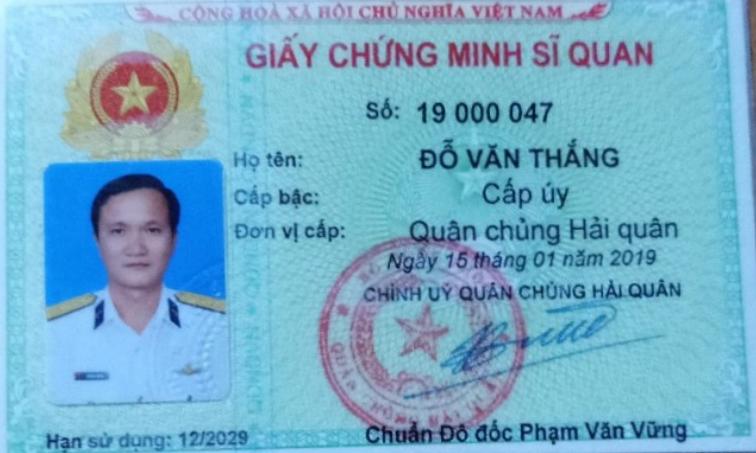 CỘNG HOÀ XÃ HỘI CHỦ NGHĨA VIỆT NAM
GIẤY CHỨNG MINH SĨ QUAN
Số: 19 000 047
Họ tên: ĐỖ VĂN THẮNG
Cấp bậc: Cấp úy
Đơn vị cấp: Quân chủng Hải quân
Ngày 15 tháng 01 năm 2019
CHÍNH UỶ QUÂN CHỦNG HẢI QUÂN
Hạn sử dụng: 12/2029
Chuẩn Đô đốc Phạm Văn Vững